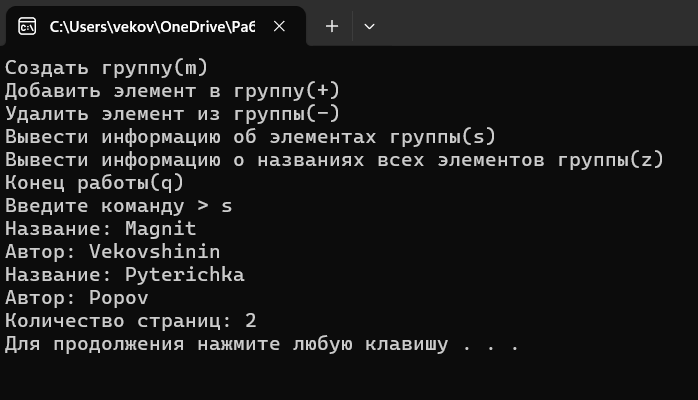 C:\Users\vekov\OneDrive\Раб
Создать группу(m)
Добавить элемент в группу(+)
Удалить элемент из группы(-)
Вывести информацию об элементах группы(s)
Вывести информацию о названиях всех элементов группы(z)
Конец работы(q)
Введите команду > s
Название: Magnit
Автор: Vekovshinin
Название: Pyterichka
Автор: Popov
Количество страниц: 2
Для продолжения нажмите любую клавишу . . .